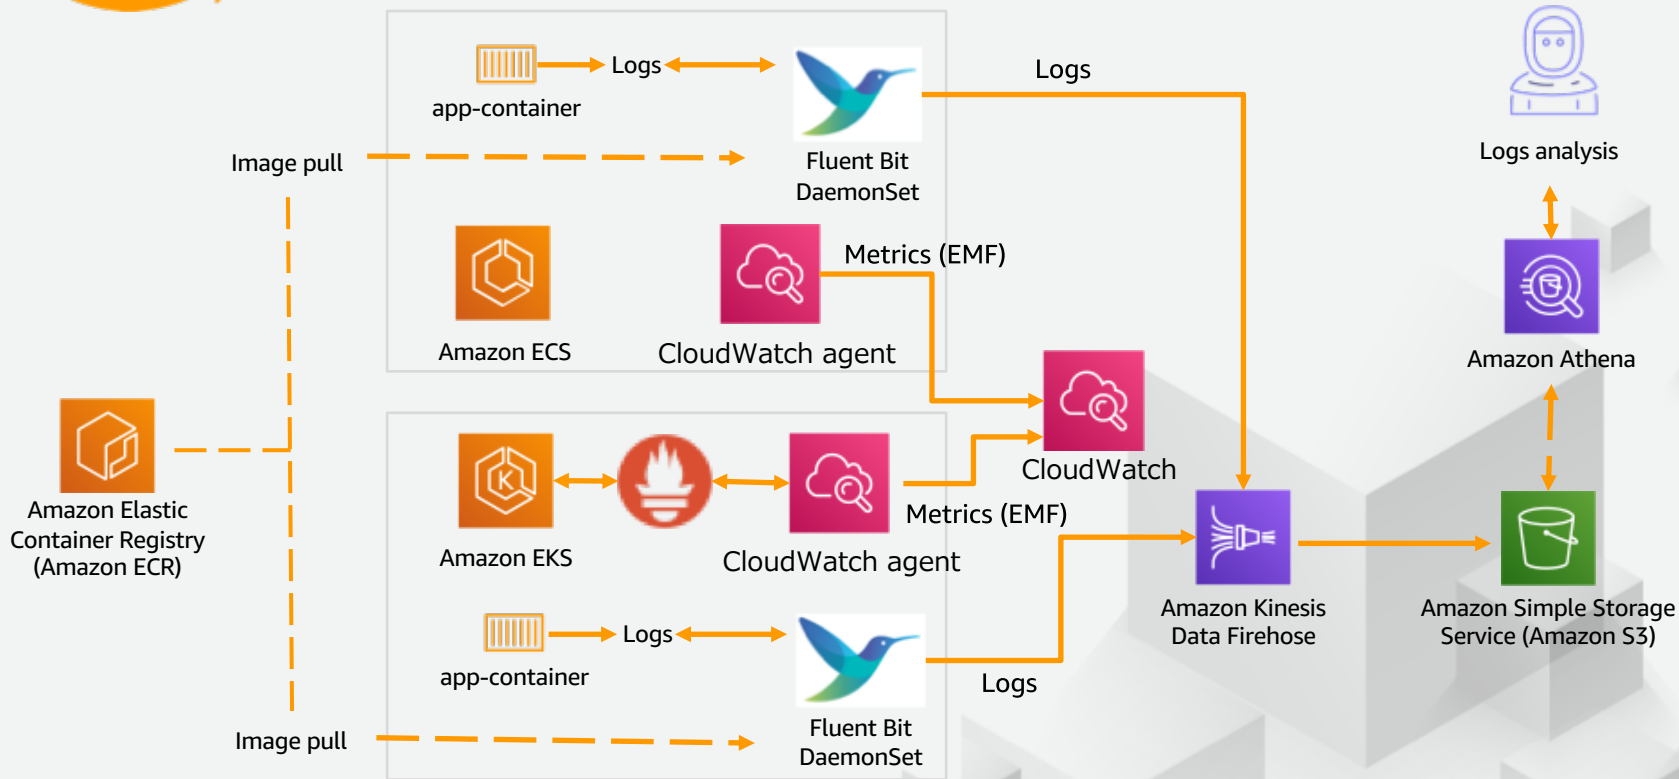 Logs
app-container
Logs
Image pull
Fluent Bit
DaemonSet
Logs analysis
Metrics (EMF)
Amazon ECS
CloudWatch agent
Amazon Athena
K
CloudWatch
Amazon Elastic
Container Registry
(Amazon ECR)
Metrics (EMF)
Amazon EKS
CloudWatch agent
Amazon Kinesis
Data Firehose
Amazon Simple Storage
Service (Amazon S3)
Logs
app-container
Logs
Fluent Bit
DaemonSet
Image pull